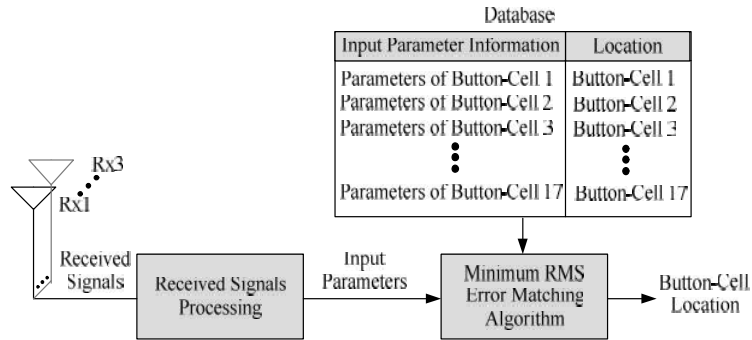 Database
Input Parameter Information Location
Parameters of Button-Cell 1 Button-Cell 1
Parameters of Button-Cell 2 Button-Cell 2
Parameters of Button-Cell 3 Button-Cell 3
Parameters of Button-Cell 17 Button-Cell 17
Rx3
Rx1
Received
Signals
Received Signals
Processing
Input
Parameters
Minimum RMS
Error Matching
Algorithm
Button-Cell
Location